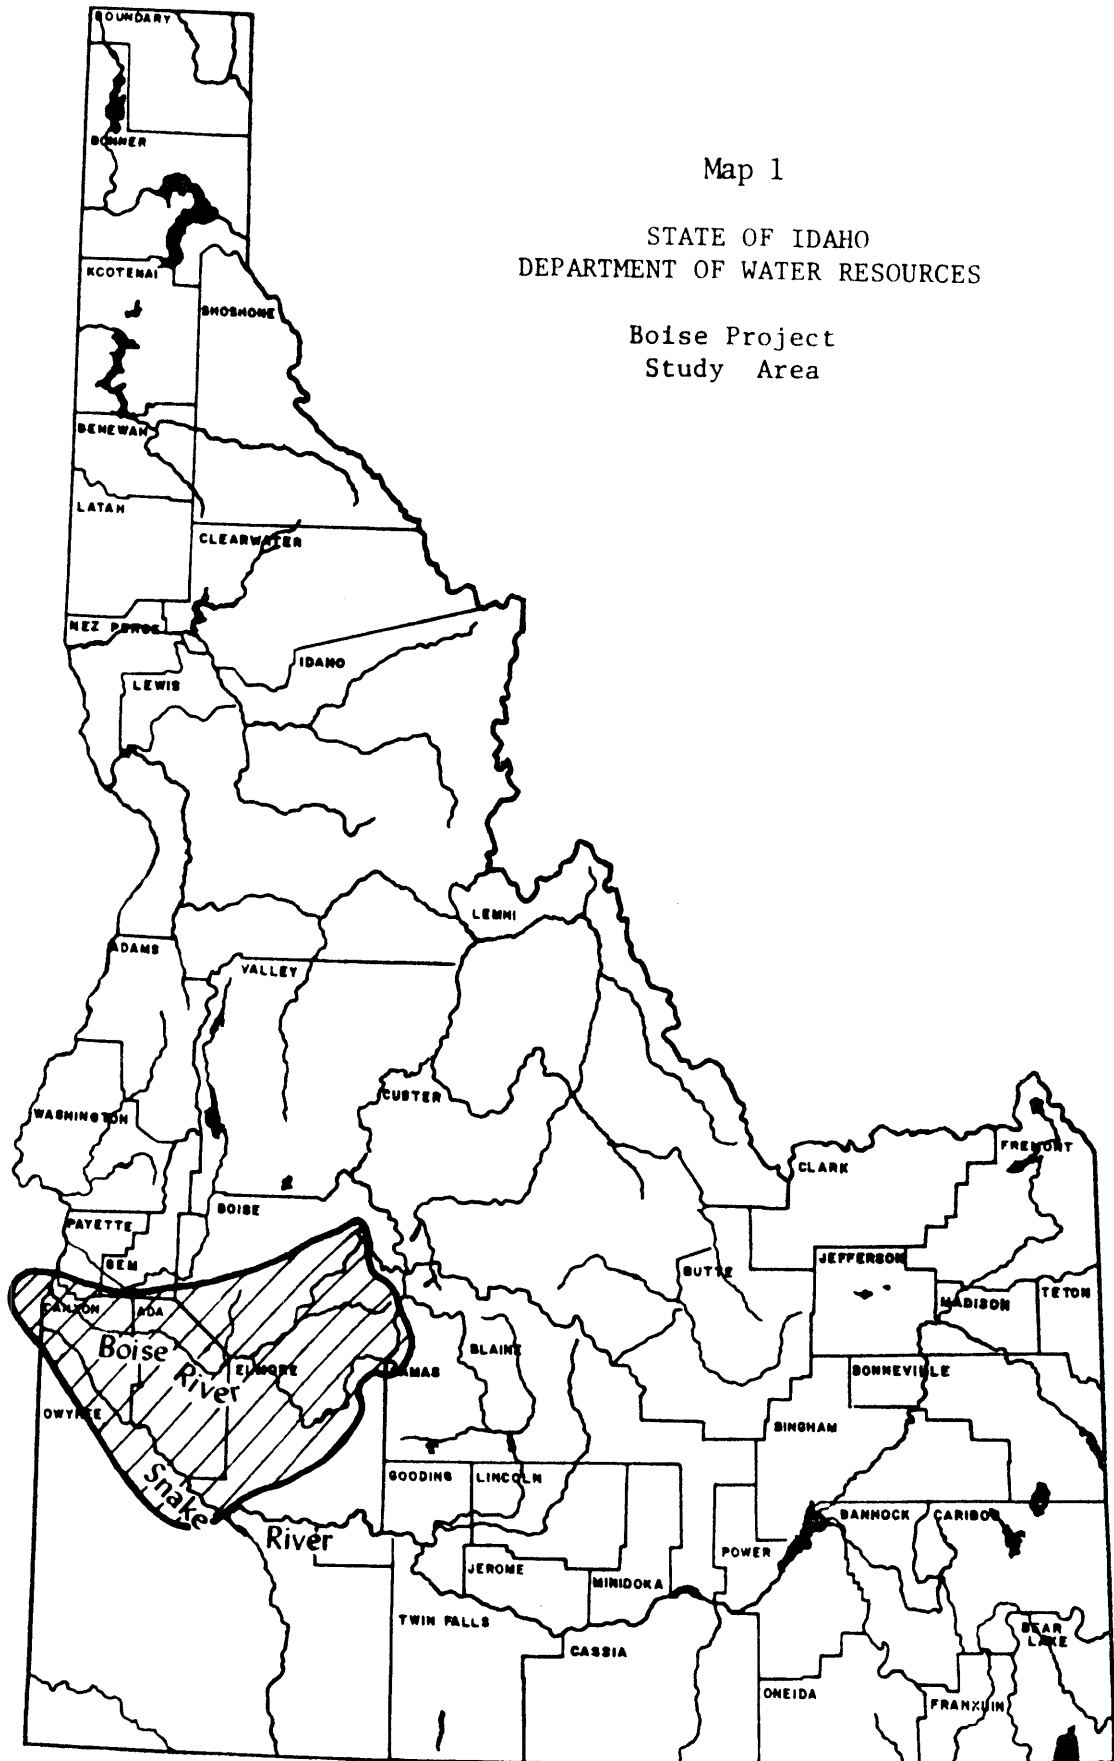 Map 1
STATE OF IDAHO
DEPARTMENT OF WATER RESOURCES
Boise Project
Study Area
BOUNDARY
BONNER
KOOTENAI
SHOSHONE
BENEWAH
LATAH
CLEARWATER
NEZ PERCE
IDAHO
LEWIS
LEMHI
ADAMS
VALLEY
CUSTER
WASHINGTON
FREMONT
CLARK
BOISE
PAYETTE
GEM
JEFFERSON
BUTTE
TETON
MADISON
CANYON
ADA
Boise
River
BLAINE
ELMORE
CAMAS
BONNEVILLE
OWYHEE
BINGHAM
GOODING
LINCOLN
Snake
River
BANNOCK
CARIBOU
POWER
JEROME
MINIDOKA
TWIN FALLS
BEAR
LAKE
CASSIA
ONEIDA
FRANKLIN